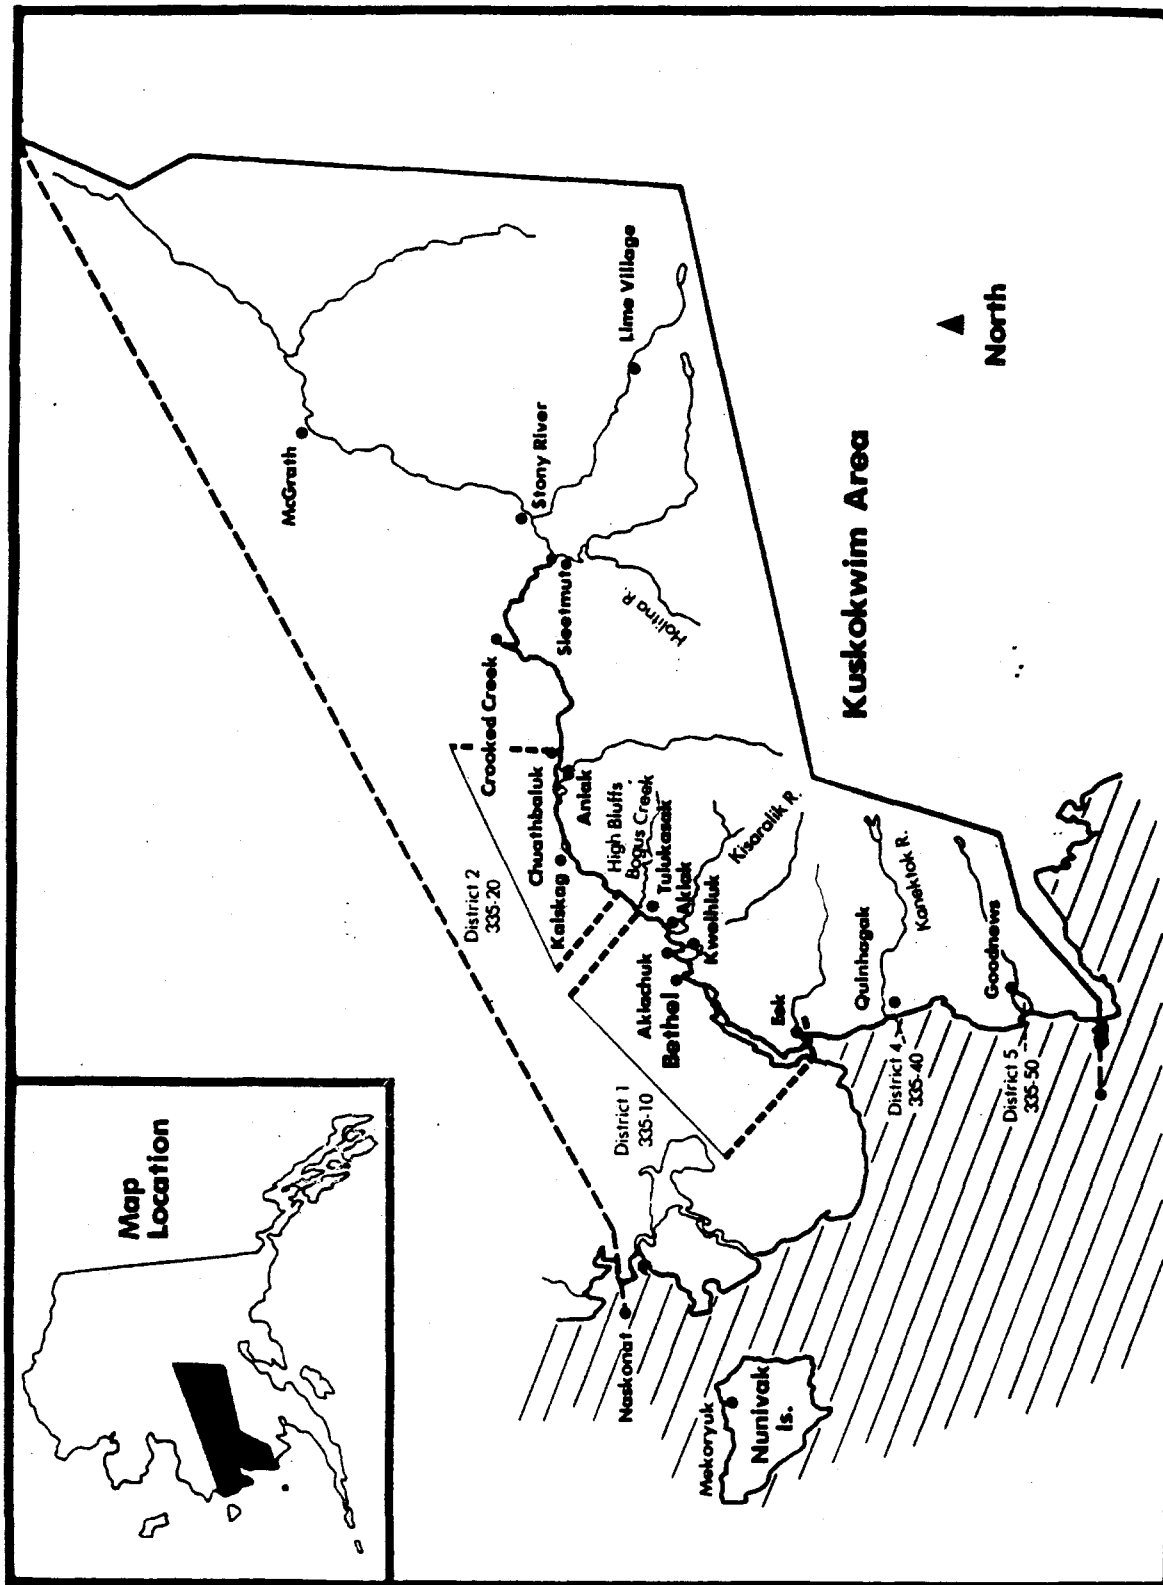 Map
Location
McGrath
Stony River
Lime Village
Sleetmute
Holitna R.
Crooked Creek
Chuathbaluk
Aniak
District 2
335-20
Kalskag
High Bluffs
Bogus Creek
Tulukasak
Akiak
Kwethluk
Kisaralik R.
Akiachuk
Bethel
District 1
335-10
Eek
Quinhagak
Kanektok R.
Goodnews
District 4
335-40
District 5
335-50
Naskonat
Mekoryuk
Nunivak
Is.
Kuskokwim Area
North